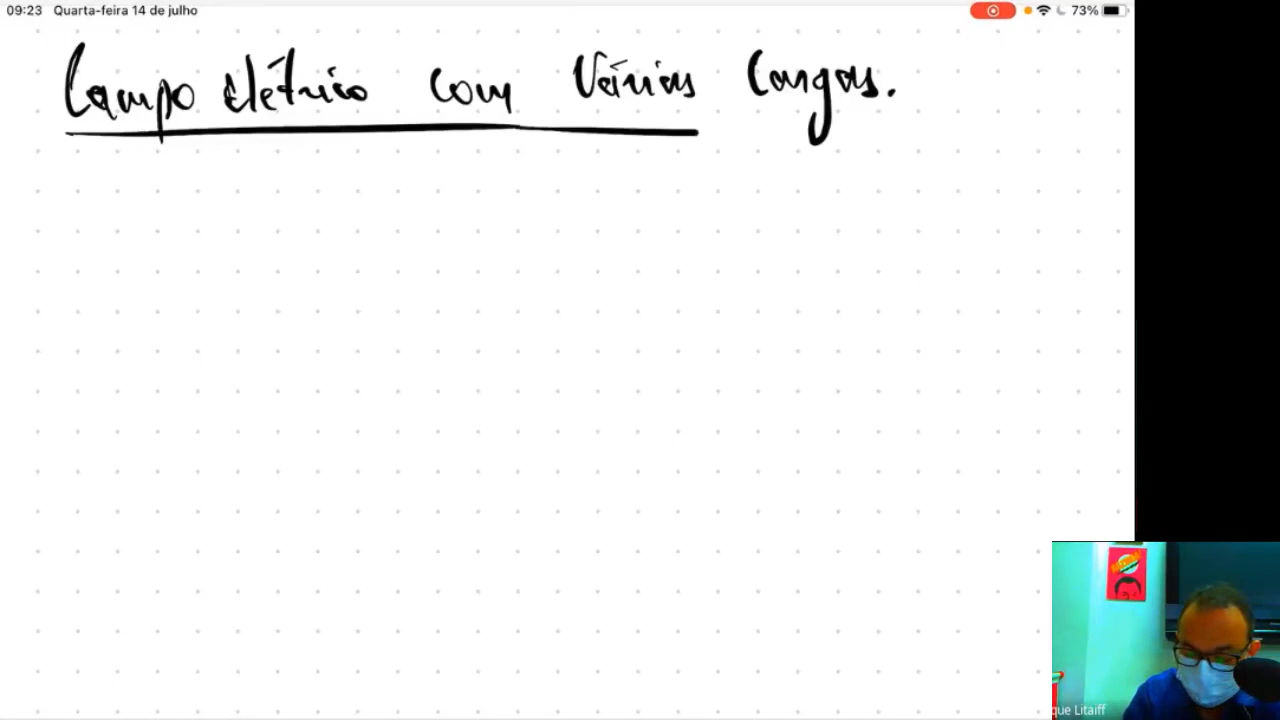 09:23 Quarta-feira 14 de julho
73%
Campo elétrico com várias cargas.
que Litaiff